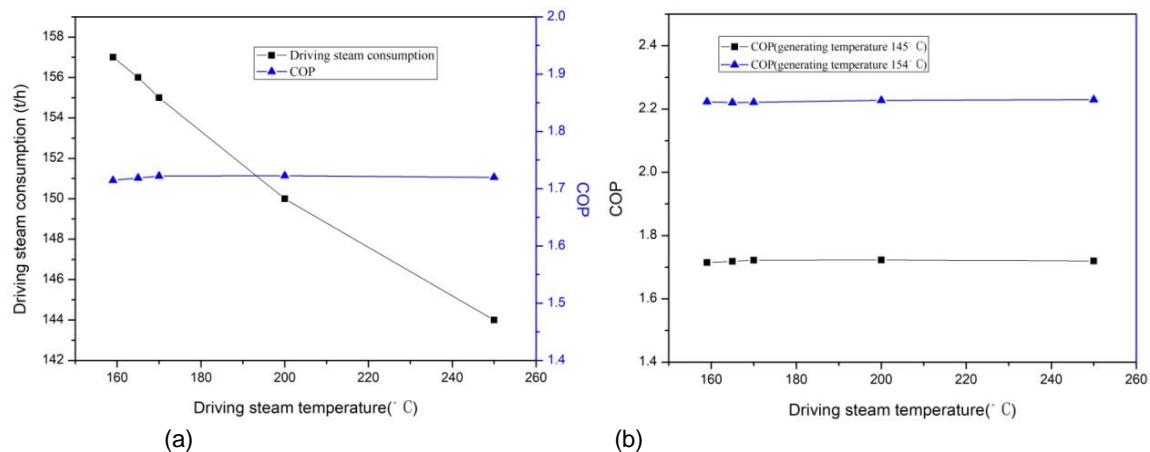 158
156
154
152
150
148
146
144
142
Driving steam consumption (t/h)
Driving steam consumption
COP
2.0
1.9
1.8
1.7
1.6
1.5
1.4
COP
160 180 200 220 240 260
Driving steam temperature(° C)
(a)
2.4
2.2
2.0
1.8
1.6
1.4
COP
COP(generating temperature 145° C)
COP(generating temperature 154° C)
160 180 200 220 240 260
Driving steam temperature(° C)
(b)